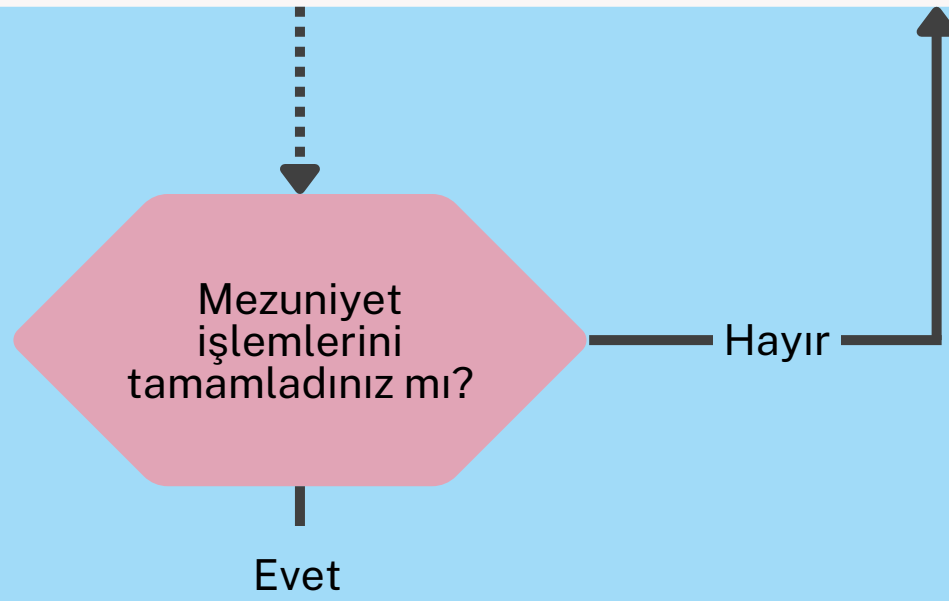 Mezuniyet
işlemlerini
tamamladınız mı?
Hayır
Evet